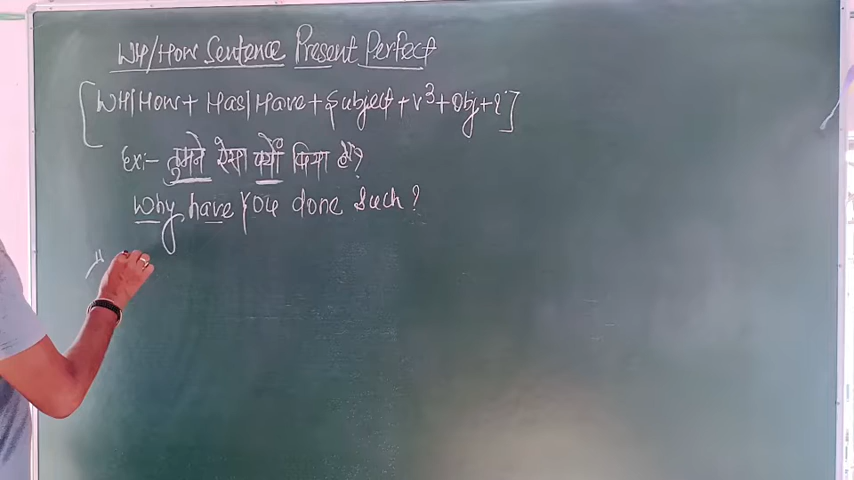 WH/How Sentence Present Perfect
[WH/How + Has/Have + Subject + V³ + Obj + ?]
Ex:- तुमने ऐसा क्यों किया है?
Why have You done Such?